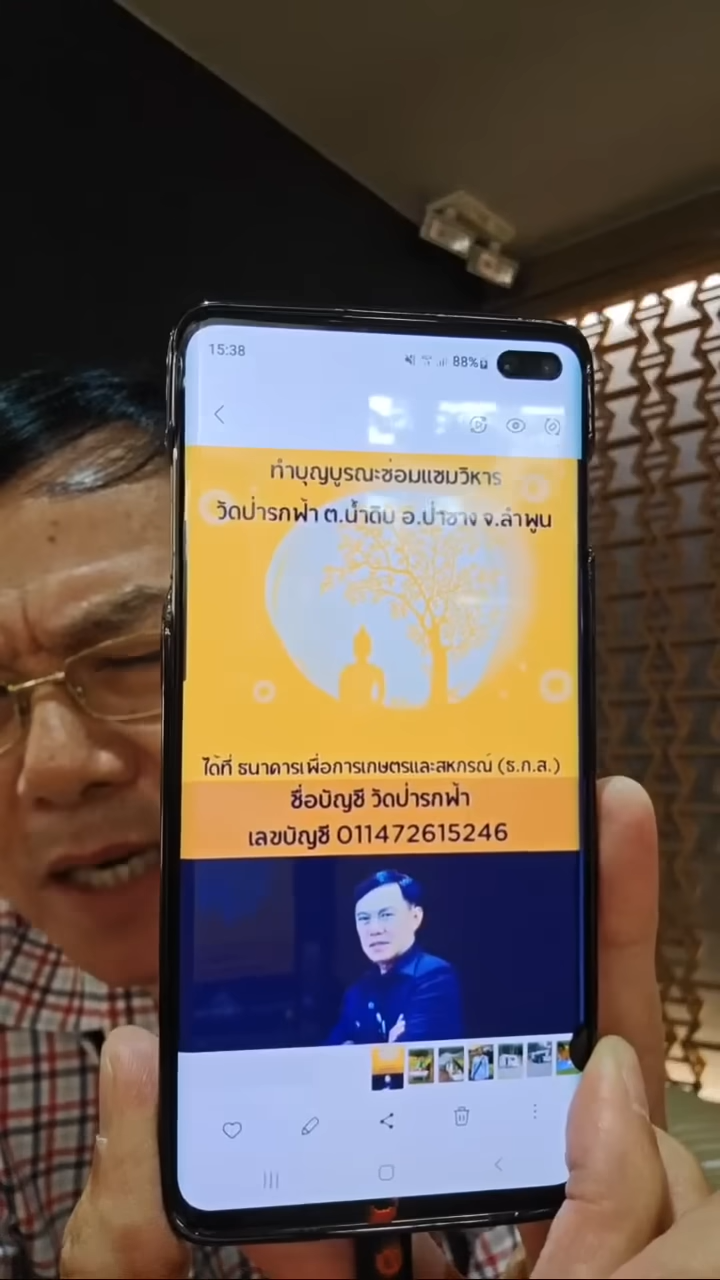 15:38
88%
ทำบุญบูรณะซ่อมแซมวิหาร
วัดป่ารกฟ้า ต.น้ำดิบ อ.ป่าซาง จ.ลำพูน
ได้ที่ ธนาคารเพื่อการเกษตรและสหกรณ์ (ธ.ก.ส.)
ชื่อบัญชี วัดป่ารกฟ้า
เลขบัญชี 011472615246